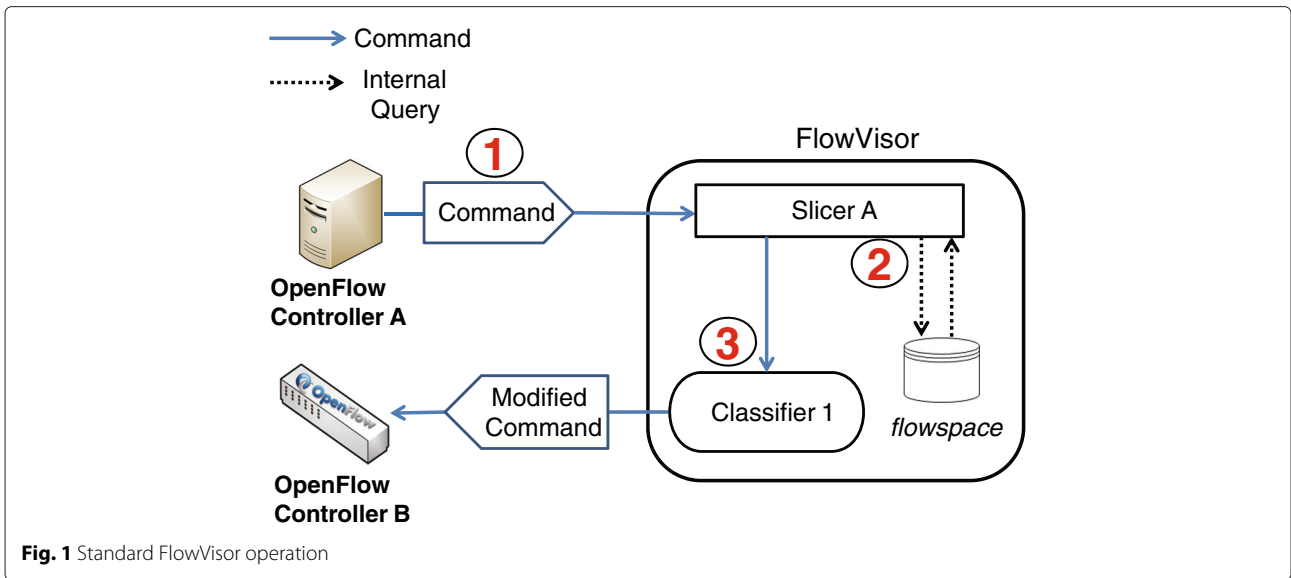 Command
Internal
Query
FlowVisor
1
Command
Slicer A
2
OpenFlow
Controller A
3
Modified
Command
Classifier 1
flowspace
OpenFlow
OpenFlow
Controller B
Fig. 1 Standard FlowVisor operation